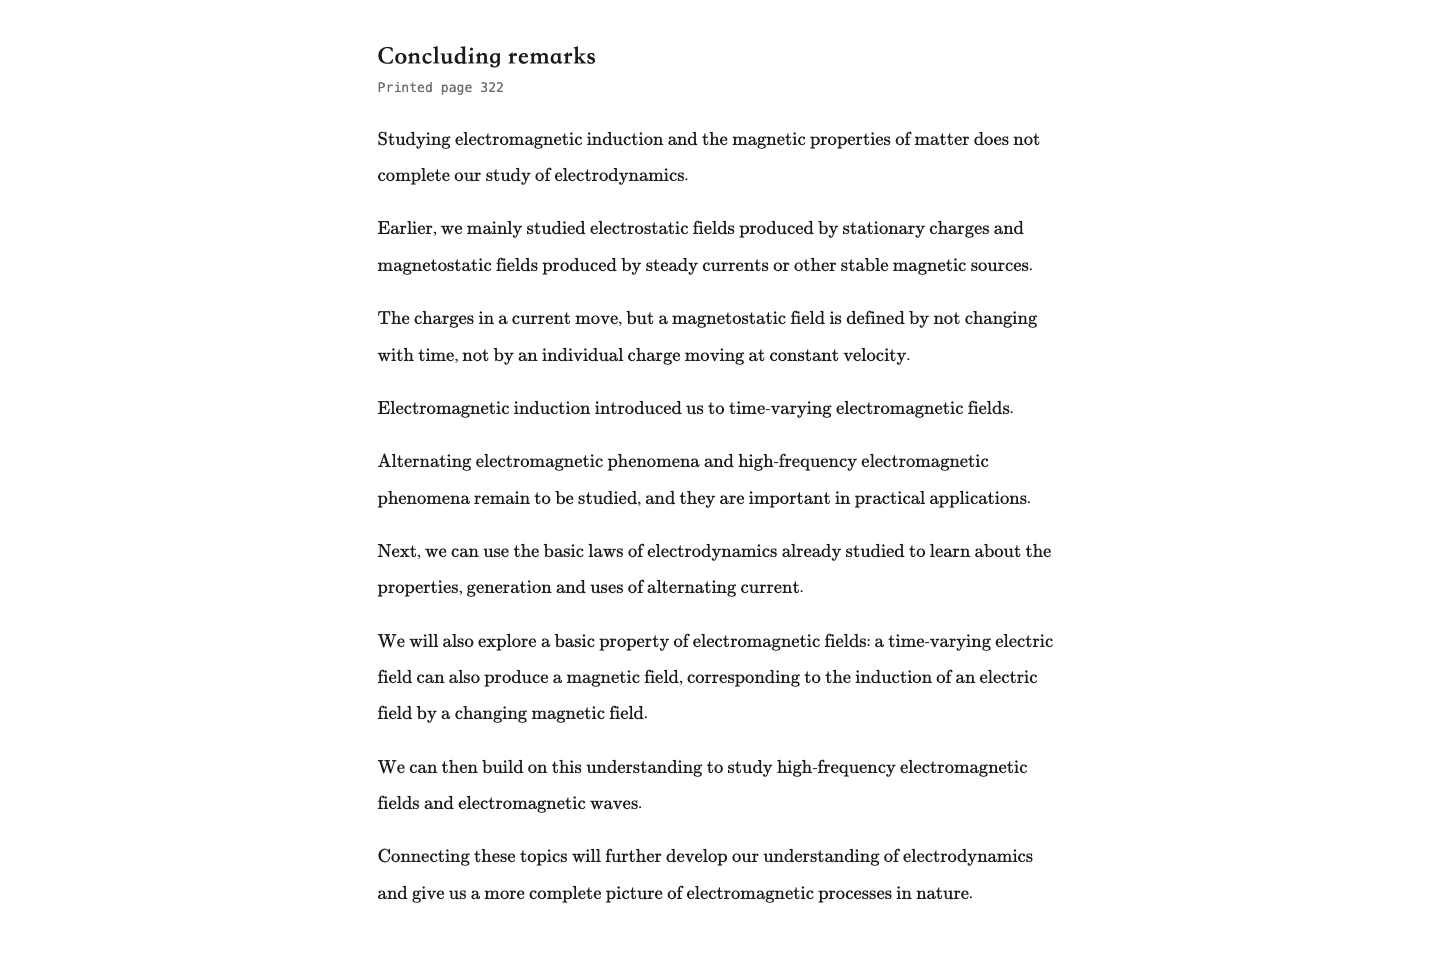 Concluding remarks
Printed page 322
Studying electromagnetic induction and the magnetic properties of matter does not
complete our study of electrodynamics.
Earlier, we mainly studied electrostatic fields produced by stationary charges and
magnetostatic fields produced by steady currents or other stable magnetic sources.
The charges in a current move, but a magnetostatic field is defined by not changing
with time, not by an individual charge moving at constant velocity.
Electromagnetic induction introduced us to time-varying electromagnetic fields.
Alternating electromagnetic phenomena and high-frequency electromagnetic
phenomena remain to be studied, and they are important in practical applications.
Next, we can use the basic laws of electrodynamics already studied to learn about the
properties, generation and uses of alternating current.
We will also explore a basic property of electromagnetic fields: a time-varying electric
field can also produce a magnetic field, corresponding to the induction of an electric
field by a changing magnetic field.
We can then build on this understanding to study high-frequency electromagnetic
fields and electromagnetic waves.
Connecting these topics will further develop our understanding of electrodynamics
and give us a more complete picture of electromagnetic processes in nature.